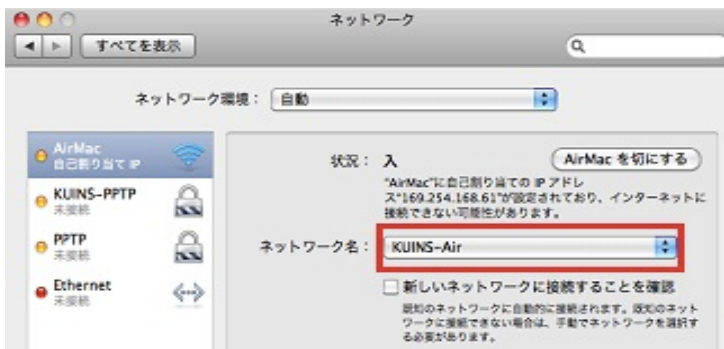 ネットワーク
すべてを表示
ネットワーク環境： 自動
AirMac
自己割り当て IP
KUINS-PPTP
未接続
PPTP
未接続
Ethernet
未接続
状況： 入
AirMac を切にする
"AirMac"に自己割り当ての IP アドレ
ス"169.254.168.61"が設定されており、インターネットに
接続できない可能性があります。
ネットワーク名： KUINS-Air
新しいネットワークに接続することを確認
既知のネットワークに自動的に接続されます。既知のネット
ワークに接続できない場合は、手動でネットワークを選択す
る必要があります。